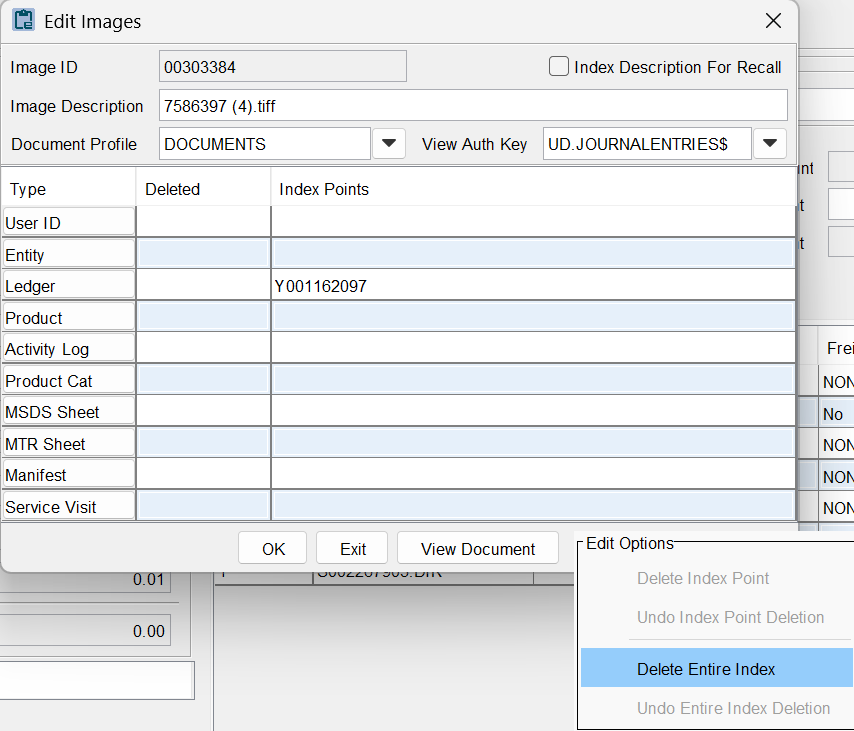 Edit Images
Image ID 00303384 Index Description For Recall
Image Description 7586397 (4).tiff
Document Profile DOCUMENTS View Auth Key UD.JOURNALENTRIES$
Type Deleted Index Points
User ID
Entity
Ledger Y001162097
Product
Activity Log
Product Cat
MSDS Sheet
MTR Sheet
Manifest
Service Visit
OK Exit View Document
Edit Options
Delete Index Point
Undo Index Point Deletion
Delete Entire Index
Undo Entire Index Deletion
0.01
0.00
nt
t
t
Frei
NON
No
NON
NON
NON